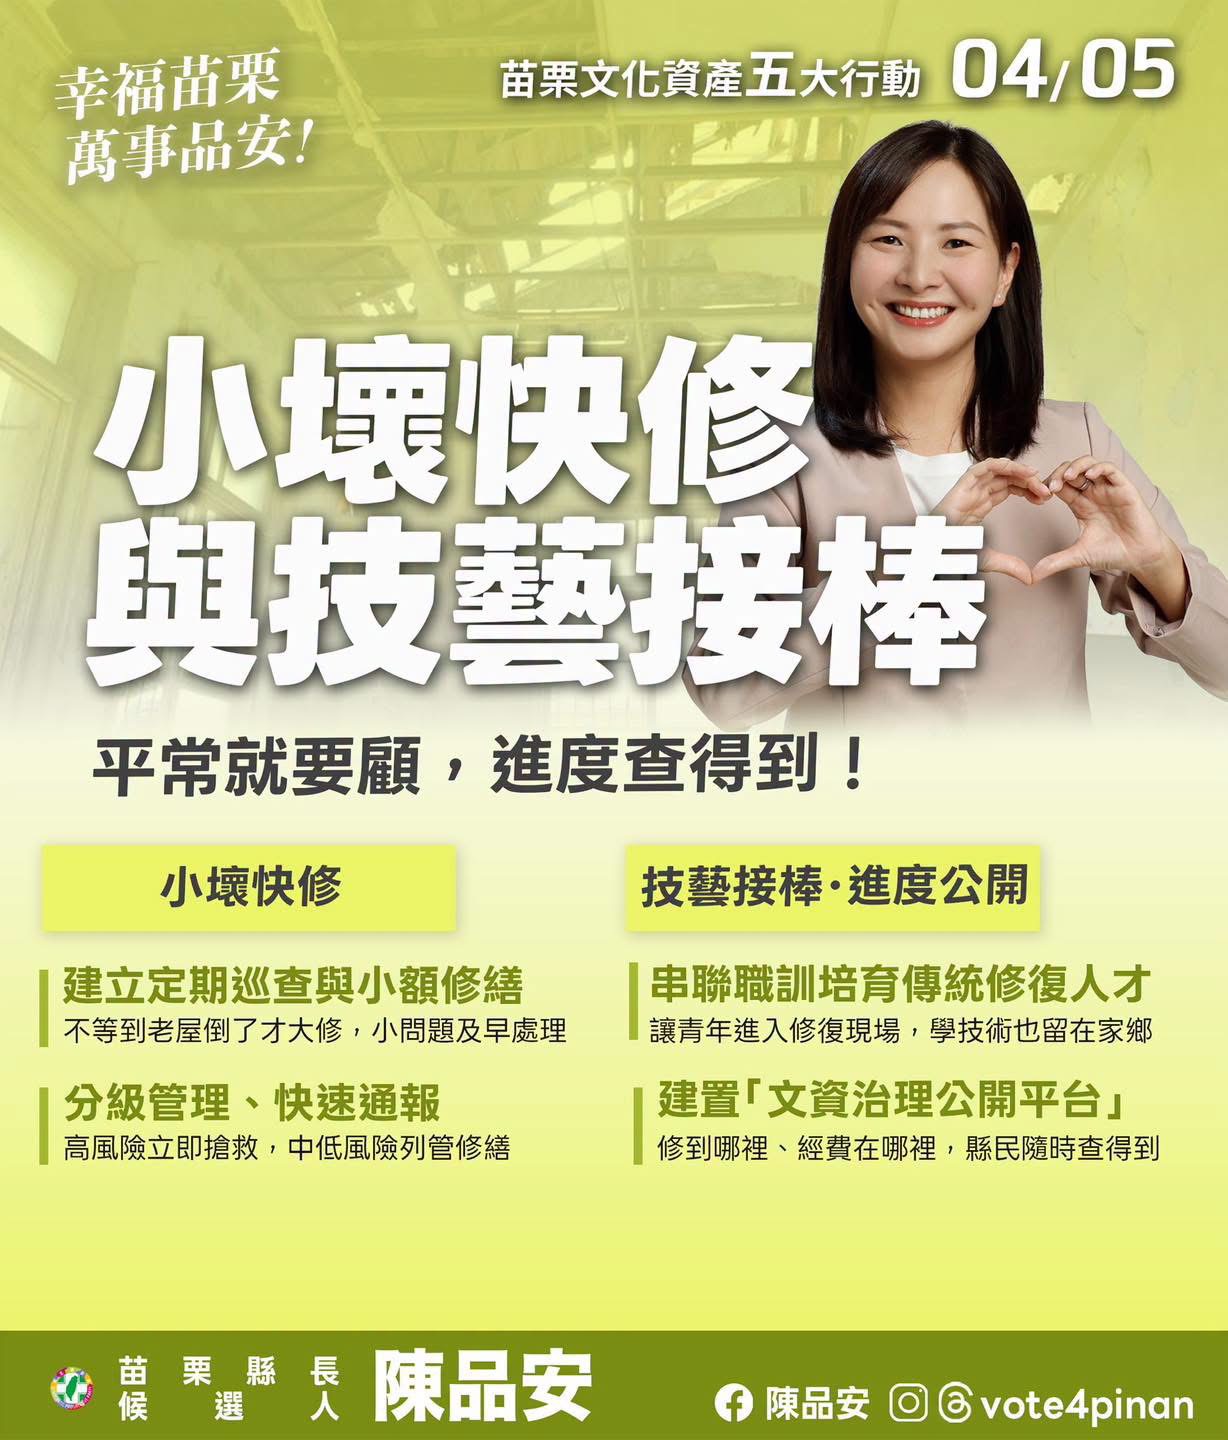 幸福苗栗
萬事品安!
苗栗文化資產五大行動 04/05
小壞快修
與技藝接棒
平常就要顧，進度查得到！
小壞快修
建立定期巡查與小額修繕
不等到老屋倒了才大修，小問題及早處理
分級管理、快速通報
高風險立即搶救，中低風險列管修繕
技藝接棒·進度公開
串聯職訓培育傳統修復人才
讓青年進入修復現場，學技術也留在家鄉
建置「文資治理公開平台」
修到哪裡、經費在哪裡，縣民隨時查得到
苗栗縣長
候選人
陳品安
陳品安
vote4pinan